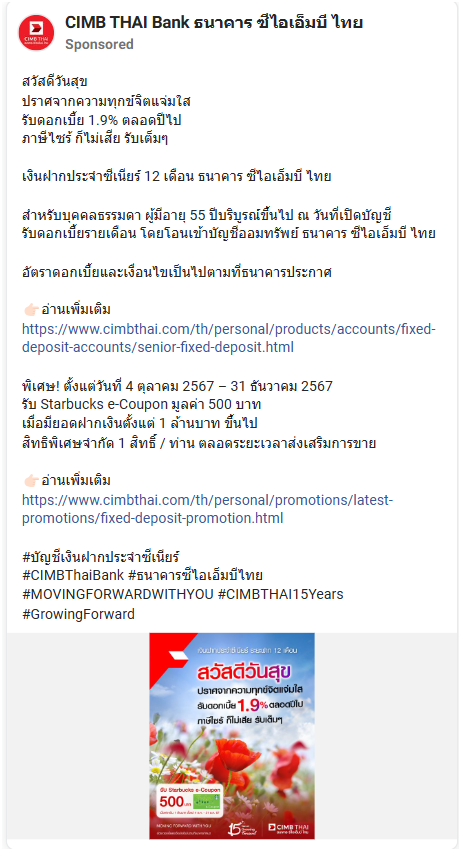 CIMB THAI Bank ธนาคาร ซีไอเอ็มบี ไทย
Sponsored
สวัสดีวันสุข
ปราศจากความทุกข์จิตแจ่มใส
รับดอกเบี้ย 1.9% ตลอดปีไป
ภาษีไซร้ ก็ไม่เสีย รับเต็มๆ
เงินฝากประจำซีเนียร์ 12 เดือน ธนาคาร ซีไอเอ็มบี ไทย
สำหรับบุคคลธรรมดา ผู้มีอายุ 55 ปีบริบูรณ์ขึ้นไป ณ วันที่เปิดบัญชี
รับดอกเบี้ยรายเดือน โดยโอนเข้าบัญชีออมทรัพย์ ธนาคาร ซีไอเอ็มบี ไทย
อัตราดอกเบี้ยและเงื่อนไขเป็นไปตามที่ธนาคารประกาศ
👉🏻อ่านเพิ่มเติม
https://www.cimbthai.com/th/personal/products/accounts/fixed-
deposit-accounts/senior-fixed-deposit.html
พิเศษ! ตั้งแต่วันที่ 4 ตุลาคม 2567 – 31 ธันวาคม 2567
รับ Starbucks e-Coupon มูลค่า 500 บาท
เมื่อมียอดฝากเงินตั้งแต่ 1 ล้านบาท ขึ้นไป
สิทธิพิเศษจำกัด 1 สิทธิ์ / ท่าน ตลอดระยะเวลาส่งเสริมการขาย
👉🏻อ่านเพิ่มเติม
https://www.cimbthai.com/th/personal/promotions/latest-
promotions/fixed-deposit-promotion.html
#บัญชีเงินฝากประจำซีเนียร์
#CIMBThaiBank #ธนาคารซีไอเอ็มบีไทย
#MOVINGFORWARDWITHYOU #CIMBTHAI15Years
#GrowingForward
เงินฝากประจำซีเนียร์ ระยะฝาก 12 เดือน
สวัสดีวันสุข
ปราศจากความทุกข์จิตแจ่มใส
รับดอกเบี้ย 1.9% ตลอดปีไป
ภาษีไซร้ ก็ไม่เสีย รับเต็มๆ
รับ Starbucks e-Coupon
500 บาท
MOVING FORWARD WITH YOU
15 CIMB THAI